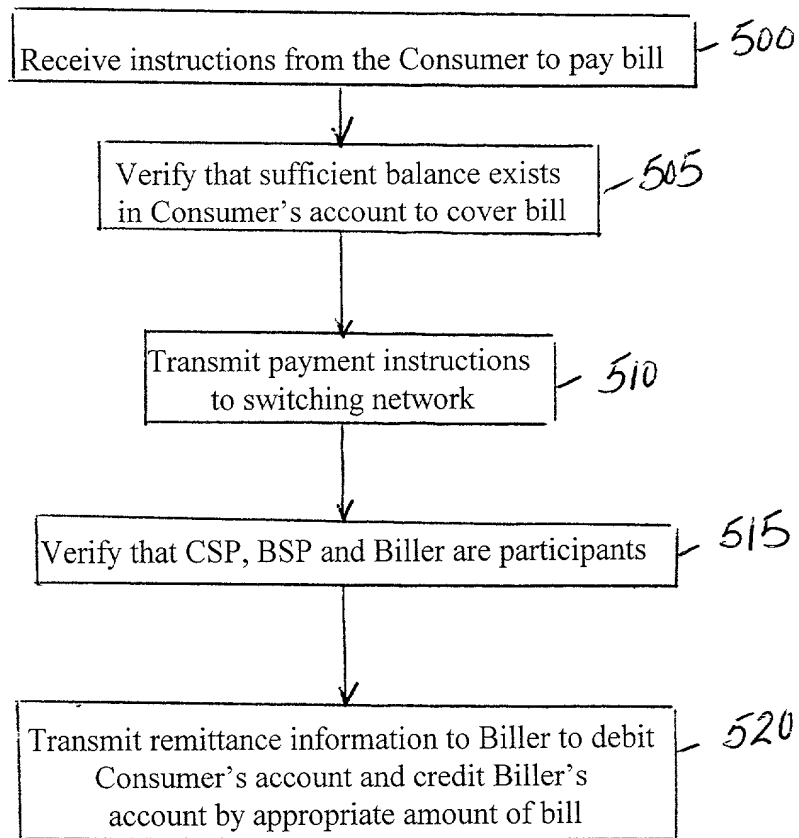 Receive instructions from the Consumer to pay bill 500
Verify that sufficient balance exists 505
in Consumer's account to cover bill
Transmit payment instructions 510
to switching network
Verify that CSP, BSP and Biller are participants 515
Transmit remittance information to Biller to debit 520
Consumer's account and credit Biller's
account by appropriate amount of bill